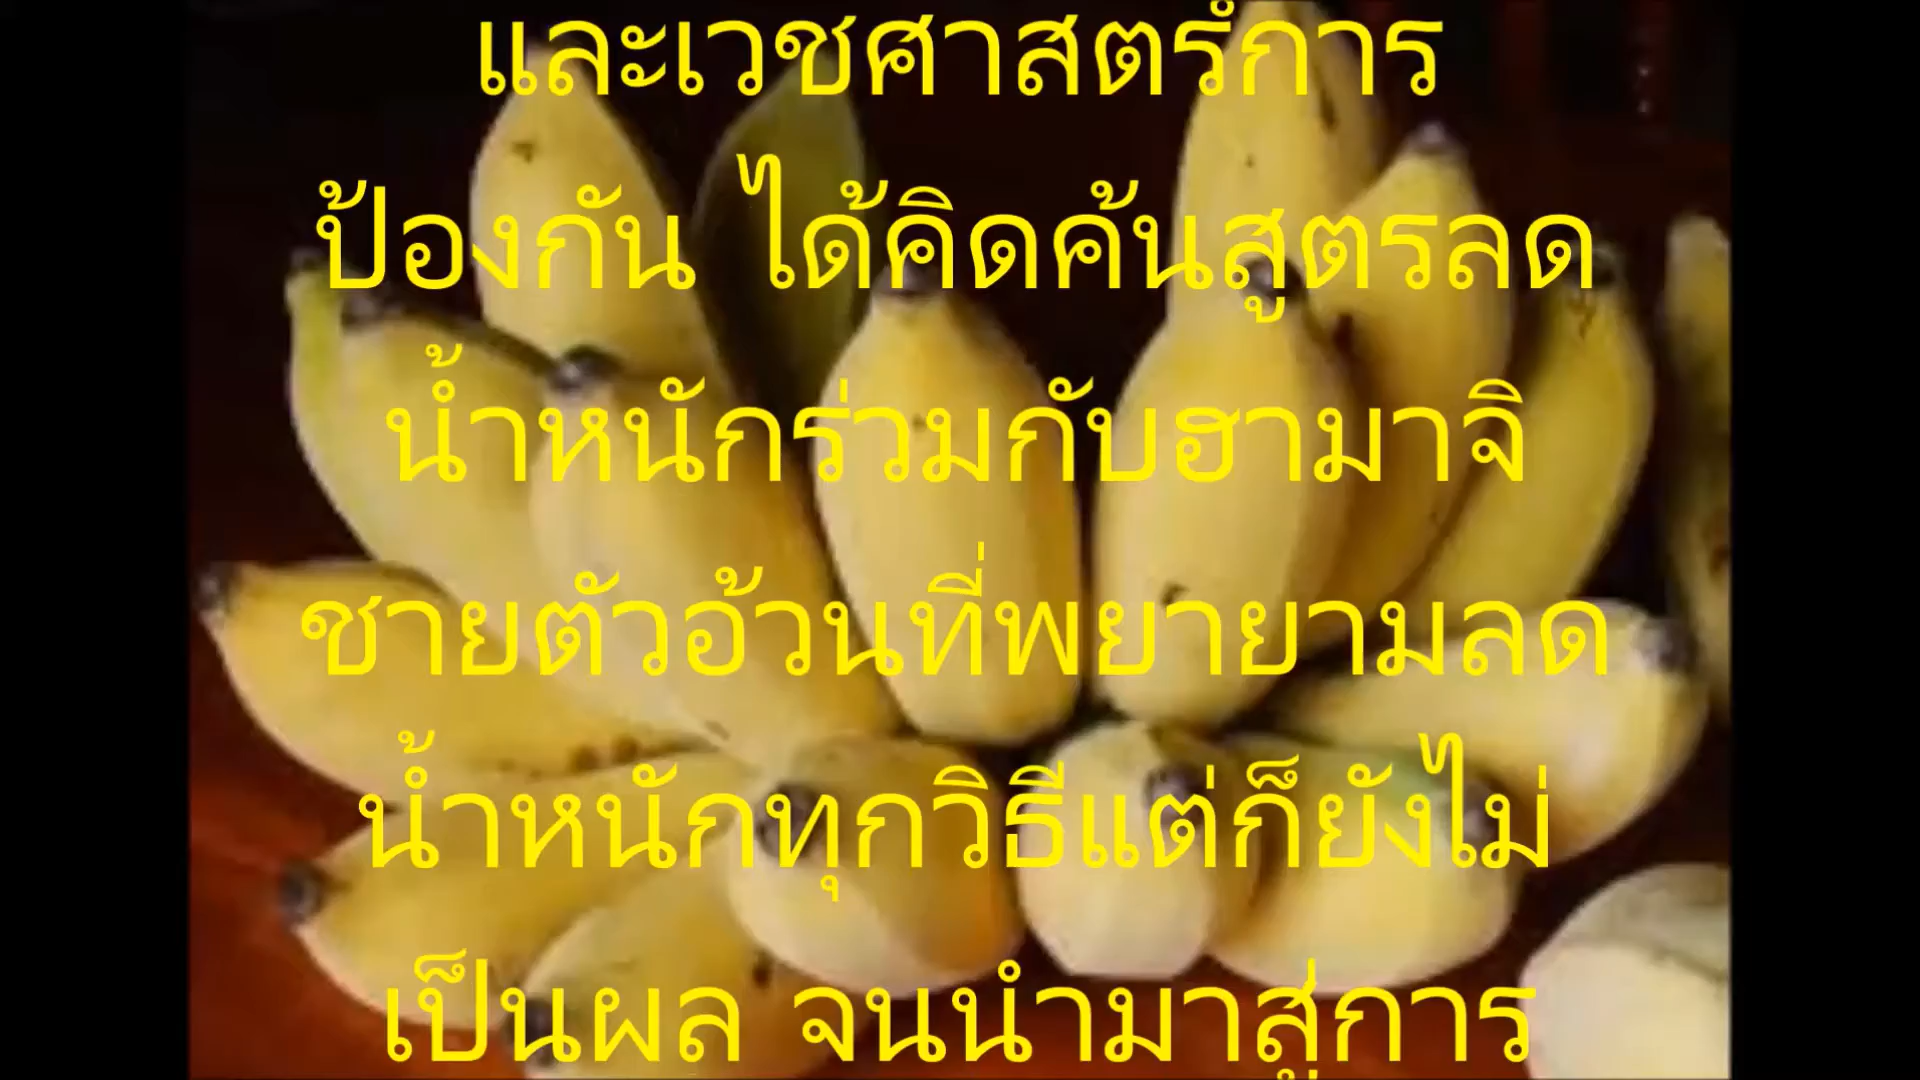 และเวชศาสตร์การ
ป้องกัน ได้คิดค้นสูตรลด
น้ำหนักร่วมกับฮามาจิ
ชายตัวอ้วนที่พยายามลด
น้ำหนักทุกวิธีแต่ก็ยังไม่
เป็นผล จนนำมาสู่การ